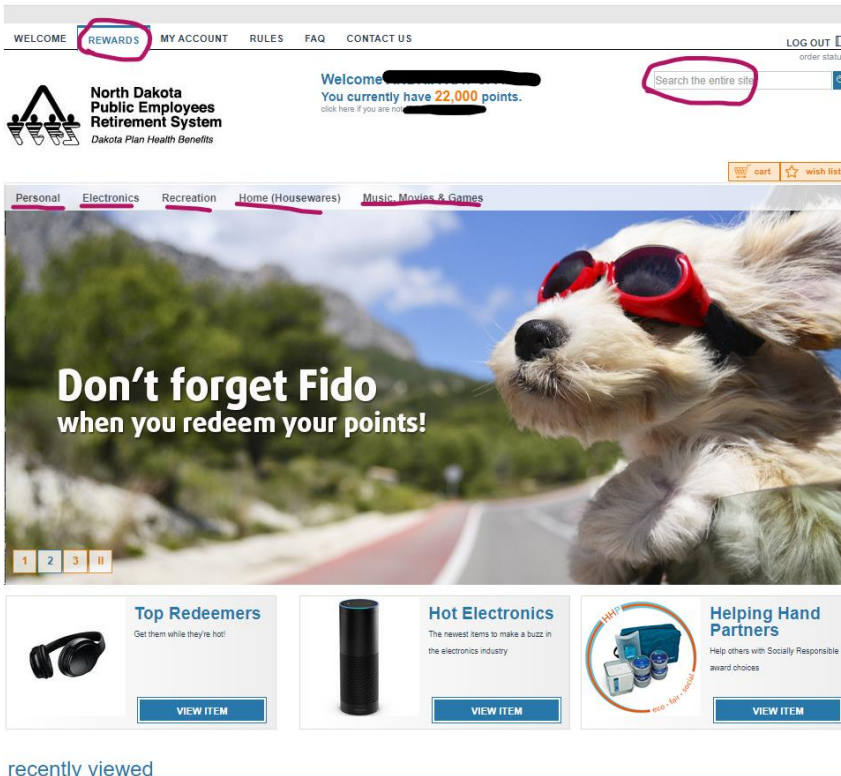 WELCOME REWARDS MY ACCOUNT RULES FAQ CONTACT US
LOG OUT
order statu
North Dakota
Public Employees
Retirement System
Dakota Plan Health Benefits
Welcome
You currently have 22,000 points.
click here if you are not
Search the entire site
cart wish list
Personal Electronics Recreation Home (Housewares) Music, Movies & Games
Don't forget Fido
when you redeem your points!
1 2 3 II
Top Redeemers
Get them while they're hot!
VIEW ITEM
Hot Electronics
The newest items to make a buzz in
the electronics industry
VIEW ITEM
HHP
eco - fair - social
Helping Hand
Partners
Help others with Socially Responsible
award choices
VIEW ITEM
recently viewed